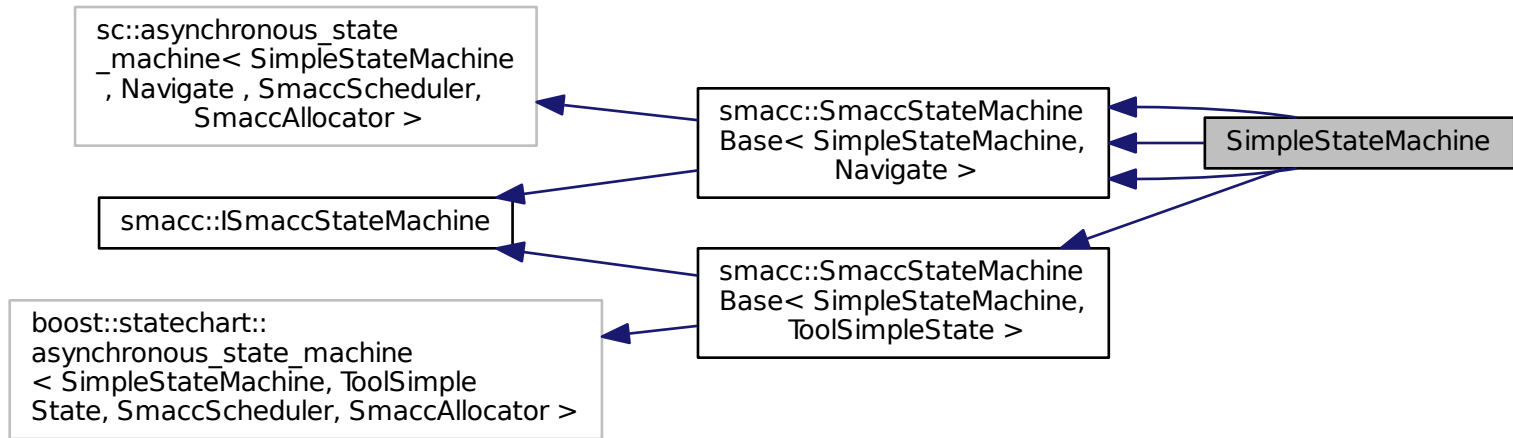 sc::asynchronous_state
_machine< SimpleStateMachine
, Navigate , SmaccScheduler,
SmaccAllocator >
smacc::ISmaccStateMachine
boost::statechart::
asynchronous_state_machine
< SimpleStateMachine, ToolSimple
State, SmaccScheduler, SmaccAllocator >
smacc::SmaccStateMachine
Base< SimpleStateMachine,
Navigate >
smacc::SmaccStateMachine
Base< SimpleStateMachine,
ToolSimpleState >
SimpleStateMachine